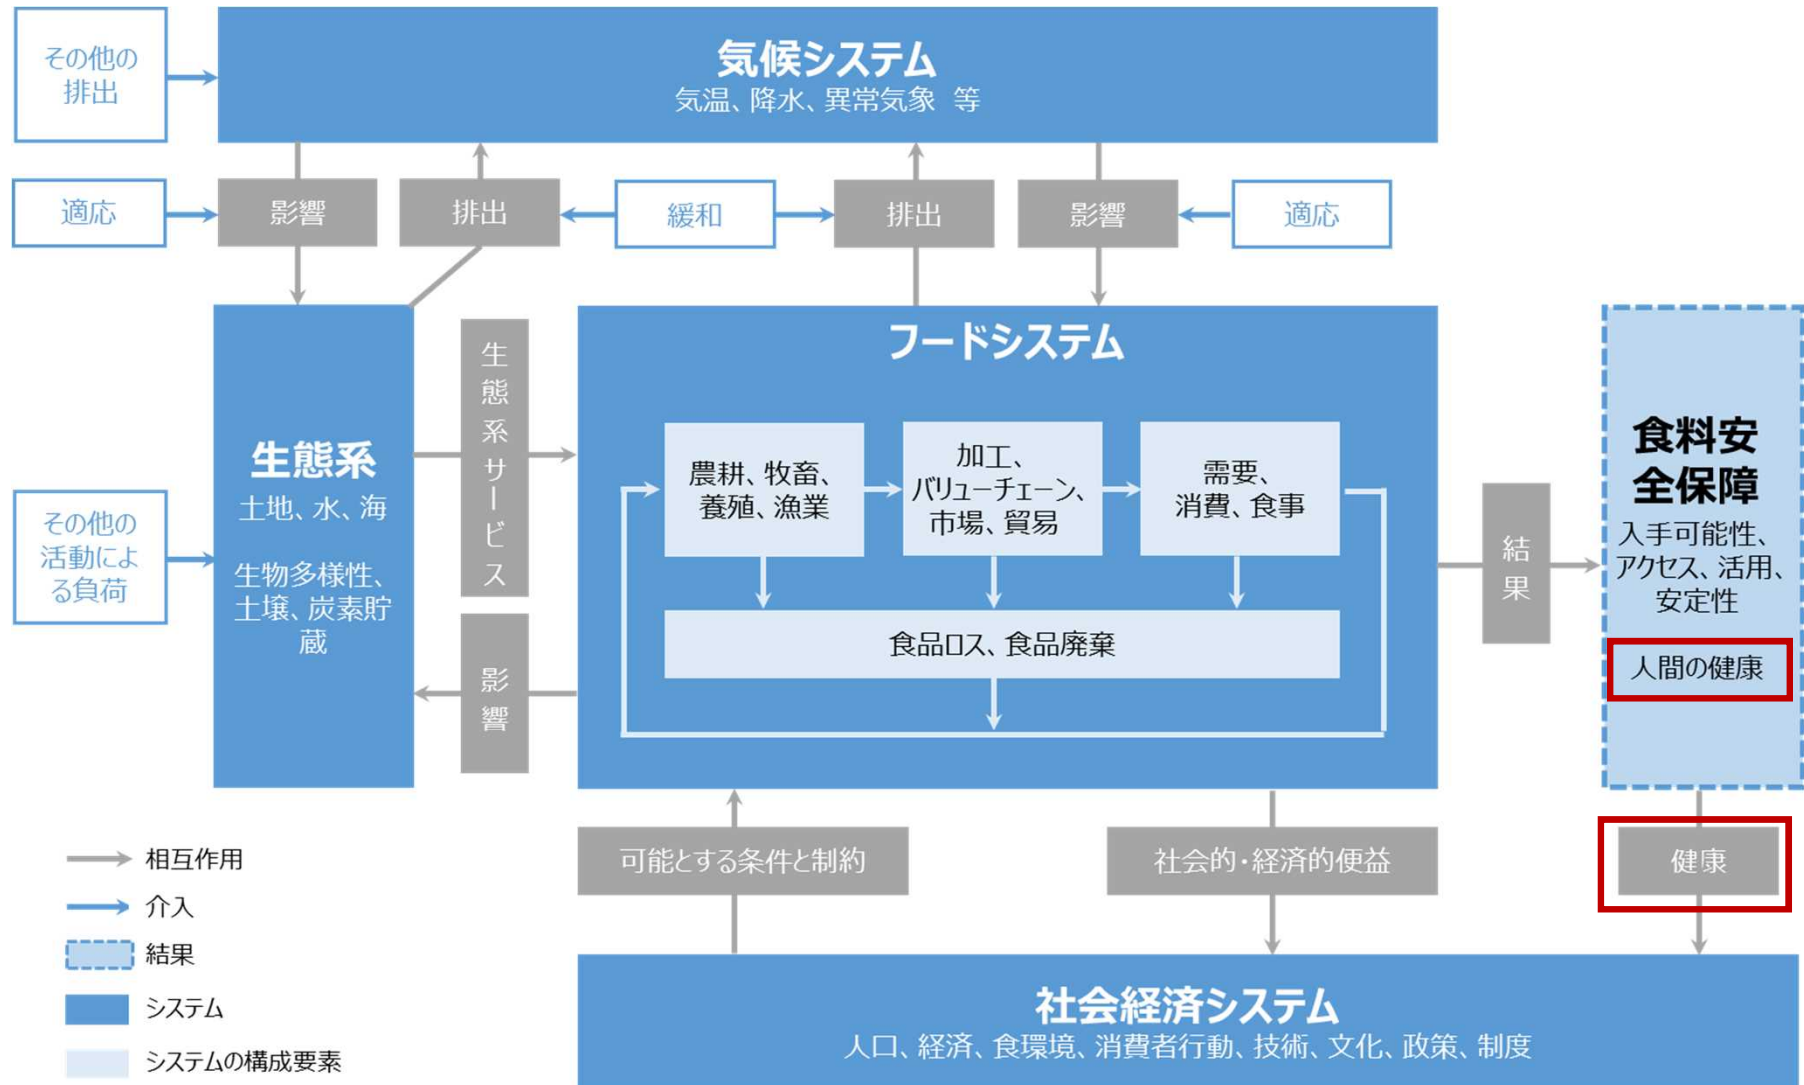 その他の
排出
気候システム
気温、降水、異常気象 等
適応
影響
排出
緩和
排出
影響
適応
生態系
土地、水、海
生物多様性、
土壌、炭素貯
蔵
その他の
活動によ
る負荷
生態系サービス
影響
フードシステム
農耕、牧畜、
養殖、漁業
加工、
バリューチェーン、
市場、貿易
需要、
消費、食事
食品ロス、食品廃棄
結果
食料安
全保障
入手可能性、
アクセス、活用、
安定性
人間の健康
可能とする条件と制約
社会的・経済的便益
健康
社会経済システム
人口、経済、食環境、消費者行動、技術、文化、政策、制度
相互作用
介入
結果
システム
システムの構成要素